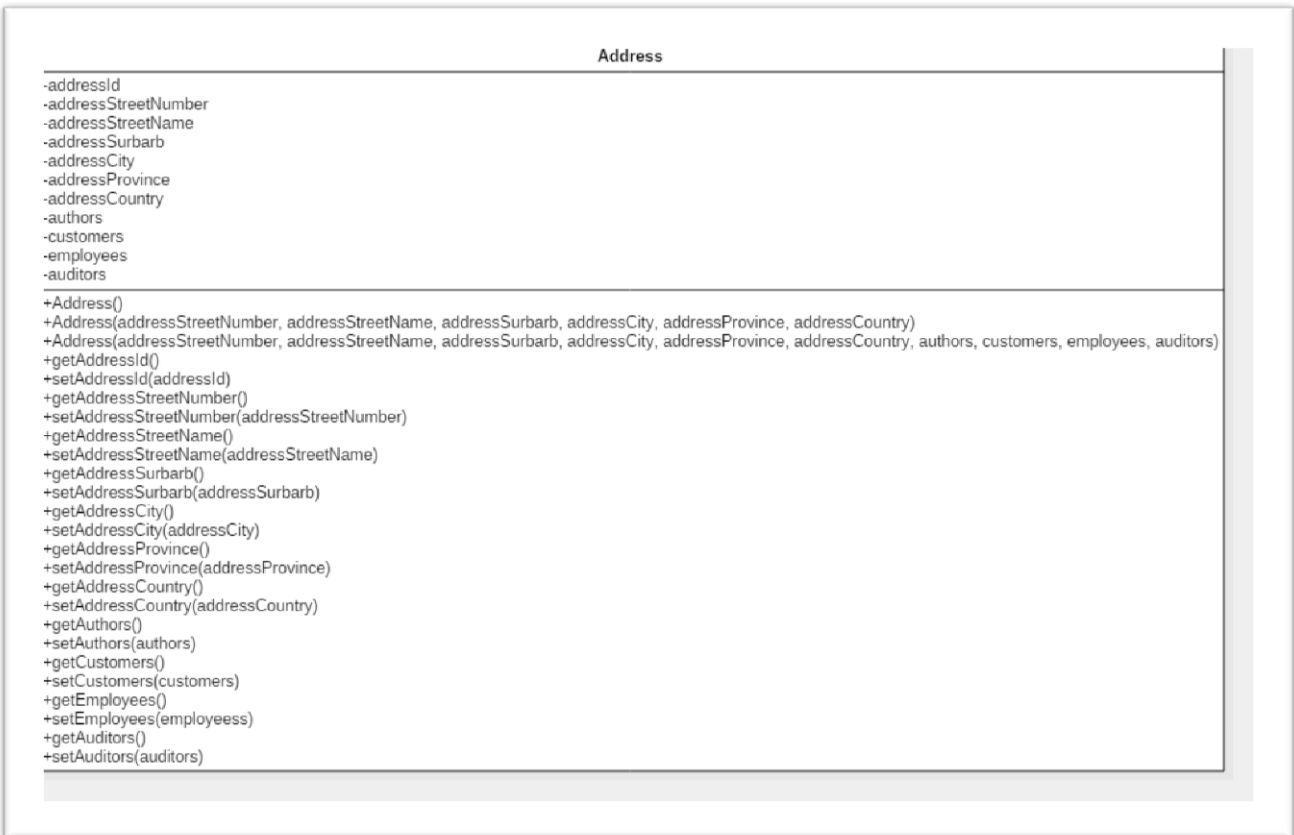 Address
-addressId
-addressStreetNumber
-addressStreetName
-addressSurbarb
-addressCity
-addressProvince
-addressCountry
-authors
-customers
-employees
-auditors
+Address()
+Address(addressStreetNumber, addressStreetName, addressSurbarb, addressCity, addressProvince, addressCountry)
+Address(addressStreetNumber, addressStreetName, addressSurbarb, addressCity, addressProvince, addressCountry, authors, customers, employees, auditors)
+getAddressId()
+setAddressId(addressId)
+getAddressStreetNumber()
+setAddressStreetNumber(addressStreetNumber)
+getAddressStreetName()
+setAddressStreetName(addressStreetName)
+getAddressSurbarb()
+setAddressSurbarb(addressSurbarb)
+getAddressCity()
+setAddressCity(addressCity)
+getAddressProvince()
+setAddressProvince(addressProvince)
+getAddressCountry()
+setAddressCountry(addressCountry)
+getAuthors()
+setAuthors(authors)
+getCustomers()
+setCustomers(customers)
+getEmployees()
+setEmployees(employeess)
+getAuditors()
+setAuditors(auditors)